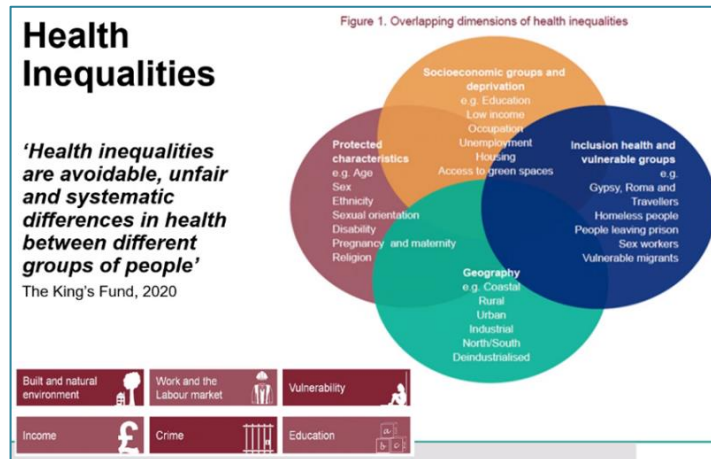 Health
Inequalities
'Health inequalities
are avoidable, unfair
and systematic
differences in health
between different
groups of people'
The King's Fund, 2020
Figure 1. Overlapping dimensions of health inequalities
Socioeconomic groups and
deprivation
e.g. Education
Low income
Occupation
Unemployment
Housing
Access to green spaces
Protected
characteristics
e.g. Age
Sex
Ethnicity
Sexual orientation
Disability
Pregnancy and maternity
Religion
Inclusion health and
vulnerable groups
e.g.
Gypsy, Roma and
Travellers
Homeless people
People leaving prison
Sex workers
Vulnerable migrants
Geography
e.g. Coastal
Rural
Urban
Industrial
North/South
Deindustrialised
Built and natural
environment
Work and the
Labour market
Vulnerability
Income
£
Crime
Education
a
b
c